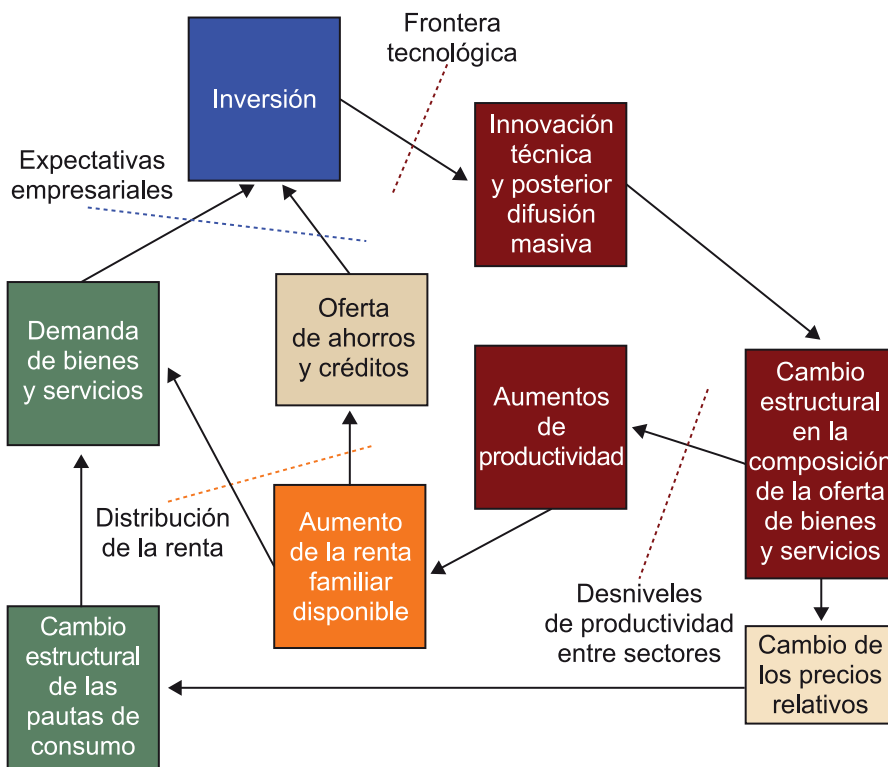 Frontera
tecnológica
Inversión
Innovación
técnica
y posterior
difusión
masiva
Expectativas
empresariales
Demanda
de bienes
y servicios
Oferta
de ahorros
y créditos
Aumentos
de
productividad
Cambio
estructural
en la
composición
de la oferta
de bienes
y servicios
Distribución
de la renta
Aumento
de la renta
familiar
disponible
Desniveles
de productividad
entre sectores
Cambio
estructural
de las
pautas de
consumo
Cambio de
los precios
relativos